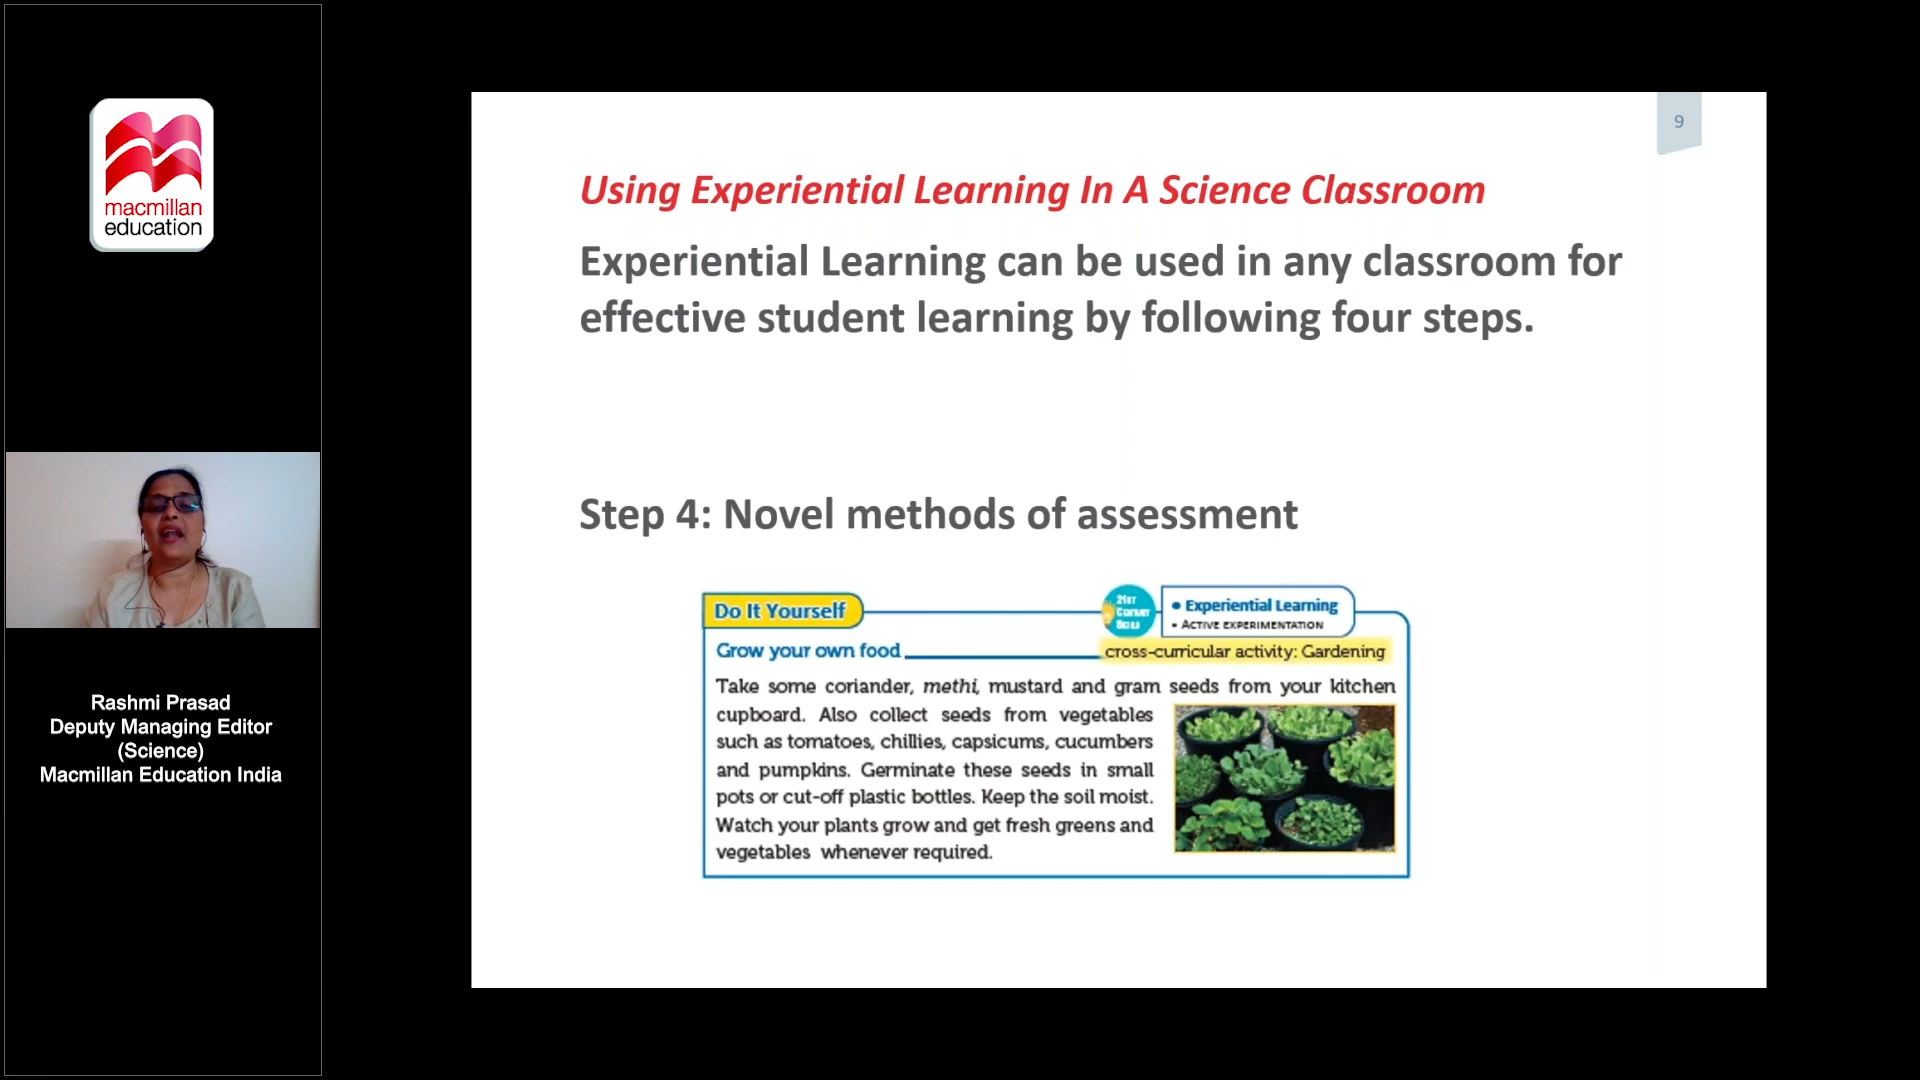 macmillan
education
Rashmi Prasad
Deputy Managing Editor
(Science)
Macmillan Education India
9
Using Experiential Learning In A Science Classroom
Experiential Learning can be used in any classroom for
effective student learning by following four steps.
Step 4: Novel methods of assessment
Do It Yourself
21st
Century
Skills
• Experiential Learning
• ACTIVE EXPERIMENTATION
Grow your own food
cross-curricular activity: Gardening
Take some coriander, methi, mustard and gram seeds from your kitchen
cupboard. Also collect seeds from vegetables
such as tomatoes, chillies, capsicums, cucumbers
and pumpkins. Germinate these seeds in small
pots or cut-off plastic bottles. Keep the soil moist.
Watch your plants grow and get fresh greens and
vegetables whenever required.